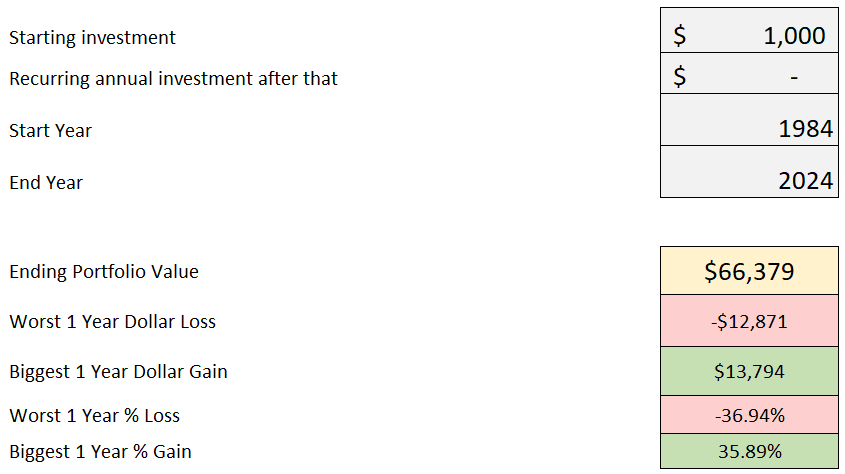 Starting investment $ 1,000
Recurring annual investment after that $ -
Start Year 1984
End Year 2024
Ending Portfolio Value $66,379
Worst 1 Year Dollar Loss -$12,871
Biggest 1 Year Dollar Gain $13,794
Worst 1 Year % Loss -36.94%
Biggest 1 Year % Gain 35.89%